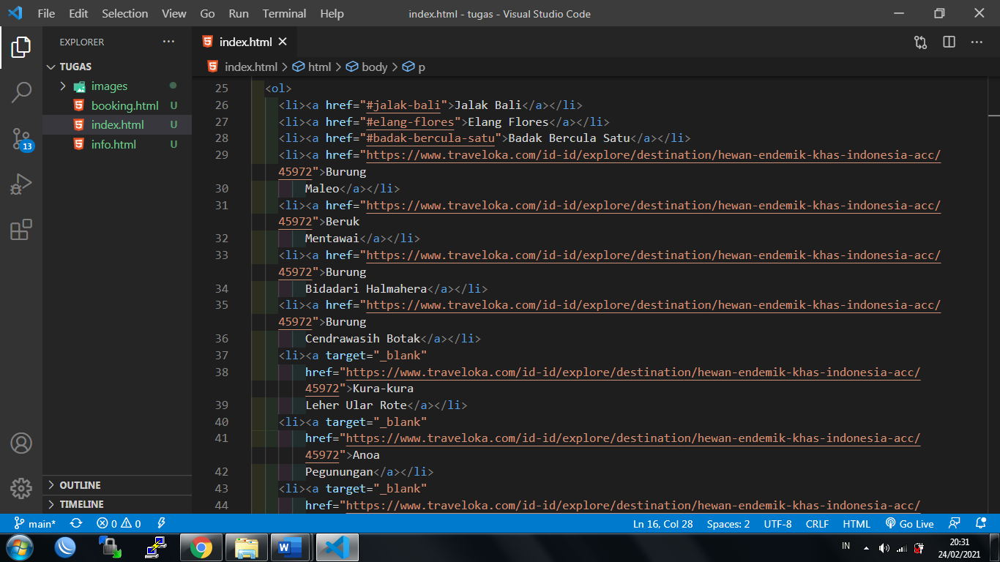 File Edit Selection View Go Run Terminal Help index.html - tugas - Visual Studio Code
EXPLORER
index.html
TUGAS
index.html > html > body > p
images
booking.html U
index.html U
info.html U
13
25 <ol>
26 <li><a href="#jalak-bali">Jalak Bali</a></li>
27 <li><a href="#elang-flores">Elang Flores</a></li>
28 <li><a href="#badak-bercula-satu">Badak Bercula Satu</a></li>
29 <li><a href="https://www.traveloka.com/id-id/explore/destination/hewan-endemik-khas-indonesia-acc/
45972">Burung
30 Maleo</a></li>
31 <li><a href="https://www.traveloka.com/id-id/explore/destination/hewan-endemik-khas-indonesia-acc/
45972">Beruk
32 Mentawai</a></li>
33 <li><a href="https://www.traveloka.com/id-id/explore/destination/hewan-endemik-khas-indonesia-acc/
45972">Burung
34 Bidadari Halmahera</a></li>
35 <li><a href="https://www.traveloka.com/id-id/explore/destination/hewan-endemik-khas-indonesia-acc/
45972">Burung
36 Cendrawasih Botak</a></li>
37 <li><a target="_blank"
38 href="https://www.traveloka.com/id-id/explore/destination/hewan-endemik-khas-indonesia-acc/
45972">Kura-kura
39 Leher Ular Rote</a></li>
40 <li><a target="_blank"
41 href="https://www.traveloka.com/id-id/explore/destination/hewan-endemik-khas-indonesia-acc/
45972">Anoa
42 Pegunungan</a></li>
43 <li><a target="_blank"
44 href="https://www.traveloka.com/id-id/explore/destination/hewan-endemik-khas-indonesia-acc/
OUTLINE
TIMELINE
main* 0 0 Ln 16, Col 28 Spaces: 2 UTF-8 CRLF HTML Go Live
IN
20:31
24/02/2021